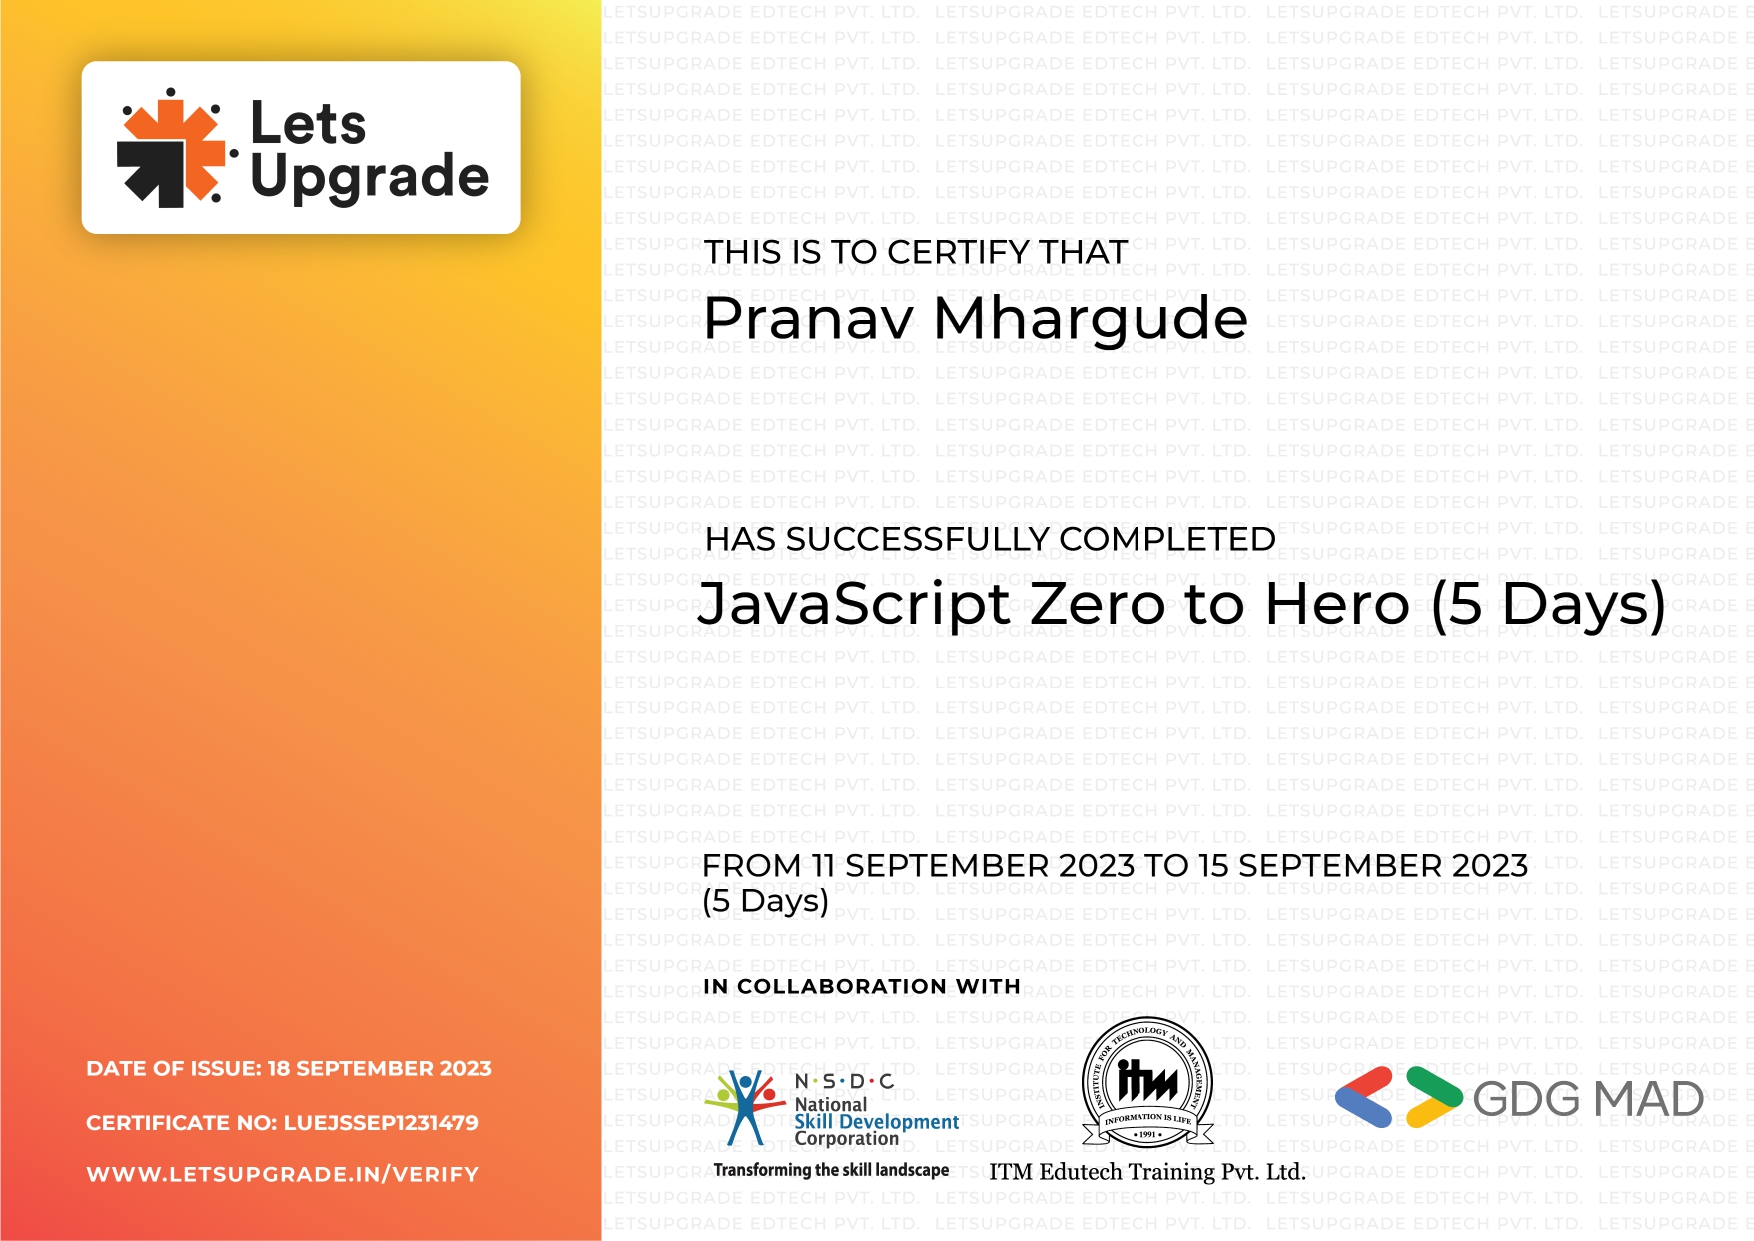 Lets
Upgrade
THIS IS TO CERTIFY THAT
Pranav Mhargude
HAS SUCCESSFULLY COMPLETED
JavaScript Zero to Hero (5 Days)
FROM 11 SEPTEMBER 2023 TO 15 SEPTEMBER 2023
(5 Days)
IN COLLABORATION WITH
N·S·D·C
National
Skill Development
Corporation
Transforming the skill landscape
INSTITUTE FOR TECHNOLOGY AND MANAGEMENT
itm
INFORMATION IS LIFE
• 1991 •
ITM Edutech Training Pvt. Ltd.
GDG MAD
DATE OF ISSUE: 18 SEPTEMBER 2023
CERTIFICATE NO: LUEJSSEP1231479
WWW.LETSUPGRADE.IN/VERIFY
LETSUPGRADE EDTECH PVT. LTD.